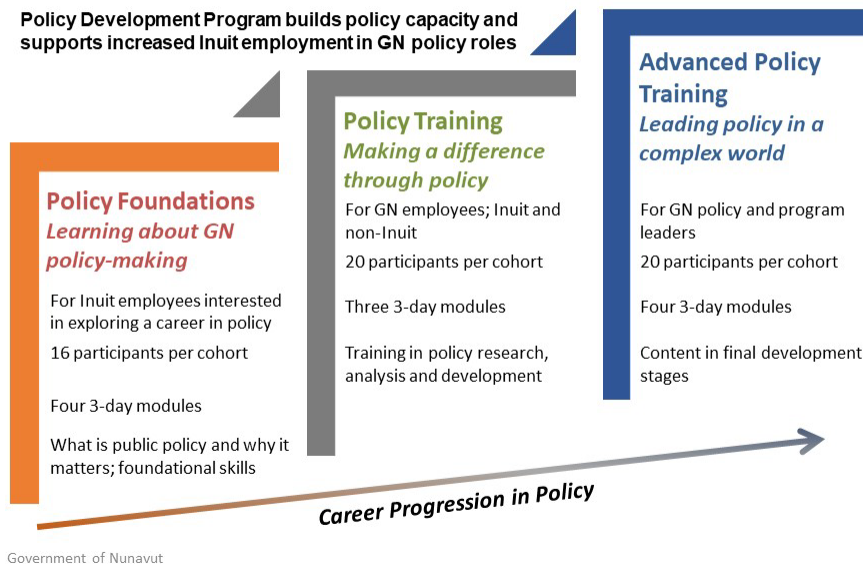 Policy Development Program builds policy capacity and
supports increased Inuit employment in GN policy roles
Policy Foundations
Learning about GN
policy-making
For Inuit employees interested
in exploring a career in policy
16 participants per cohort
Four 3-day modules
What is public policy and why it
matters; foundational skills
Policy Training
Making a difference
through policy
For GN employees; Inuit and
non-Inuit
20 participants per cohort
Three 3-day modules
Training in policy research,
analysis and development
Advanced Policy
Training
Leading policy in a
complex world
For GN policy and program
leaders
20 participants per cohort
Four 3-day modules
Content in final development
stages
Career Progression in Policy
Government of Nunavut